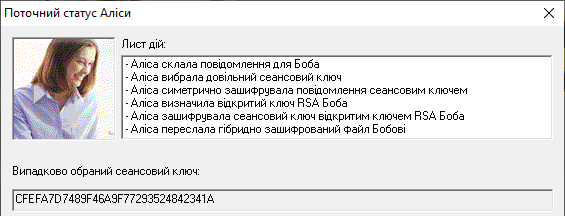 Поточний статус Аліси
Лист дій:
- Аліса склала повідомлення для Боба
- Аліса вибрала довільний сеансовий ключ
- Аліса симетрично зашифрувала повідомлення сеансовим ключем
- Аліса визначила відкритий ключ RSA Боба
- Аліса зашифрувала сеансовий ключ відкритим ключем RSA Боба
- Аліса переслала гібридно зашифрований файл Бобові
Випадково обраний сеансовий ключ:
CFEFA7D7489F46A9F77293524842341A